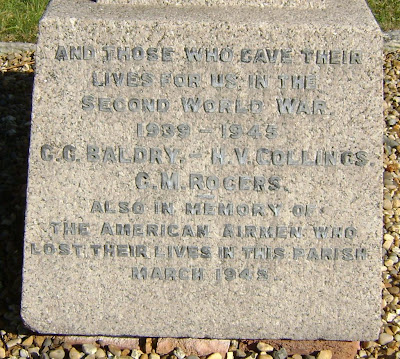 AND THOSE WHO GAVE THEIR
LIVES FOR US IN THE
SECOND WORLD WAR.
1939 – 1945
C. G. BALDRY. – H. V. COLLINGS.
G. M. ROGERS.
ALSO IN MEMORY OF
THE AMERICAN AIRMEN WHO
LOST THEIR LIVES IN THIS PARISH
MARCH 1945